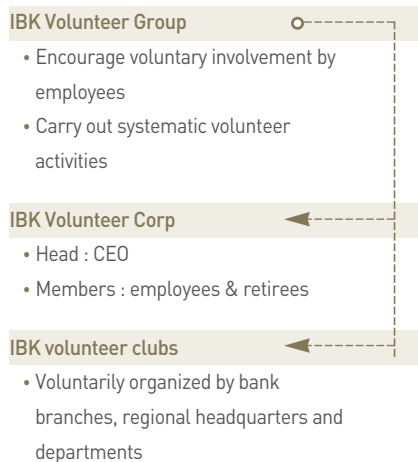 IBK Volunteer Group
• Encourage voluntary involvement by
employees
• Carry out systematic volunteer
activities
IBK Volunteer Corp
• Head : CEO
• Members : employees & retirees
IBK volunteer clubs
• Voluntarily organized by bank
branches, regional headquarters and
departments